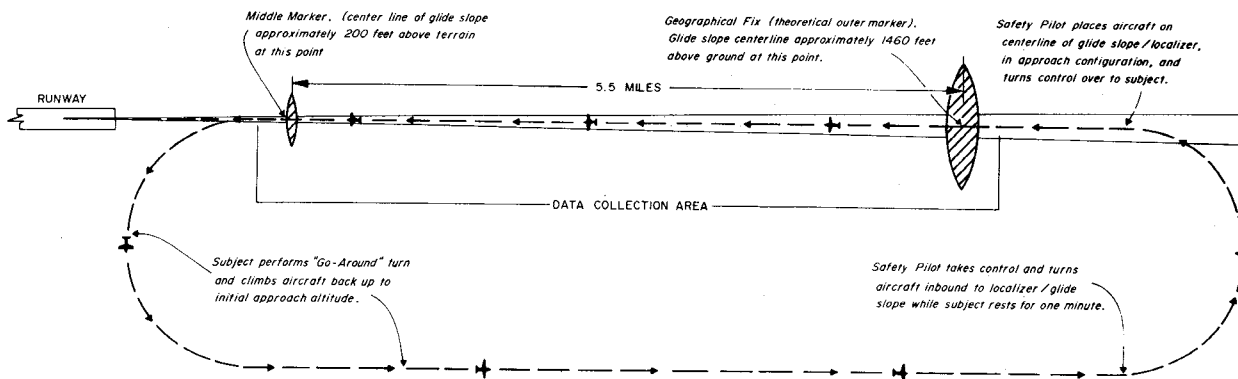 Middle Marker. (center line of glide slope
approximately 200 feet above terrain
at this point
Geographical Fix (theoretical outer marker).
Glide slope centerline approximately 1460 feet
above ground at this point.
Safety Pilot places aircraft on
centerline of glide slope/localizer,
in approach configuration, and
turns control over to subject.
5.5 MILES
RUNWAY
DATA COLLECTION AREA
Subject performs "Go-Around" turn
and climbs aircraft back up to
initial approach altitude.
Safety Pilot takes control and turns
aircraft inbound to localizer/glide
slope while subject rests for one minute.